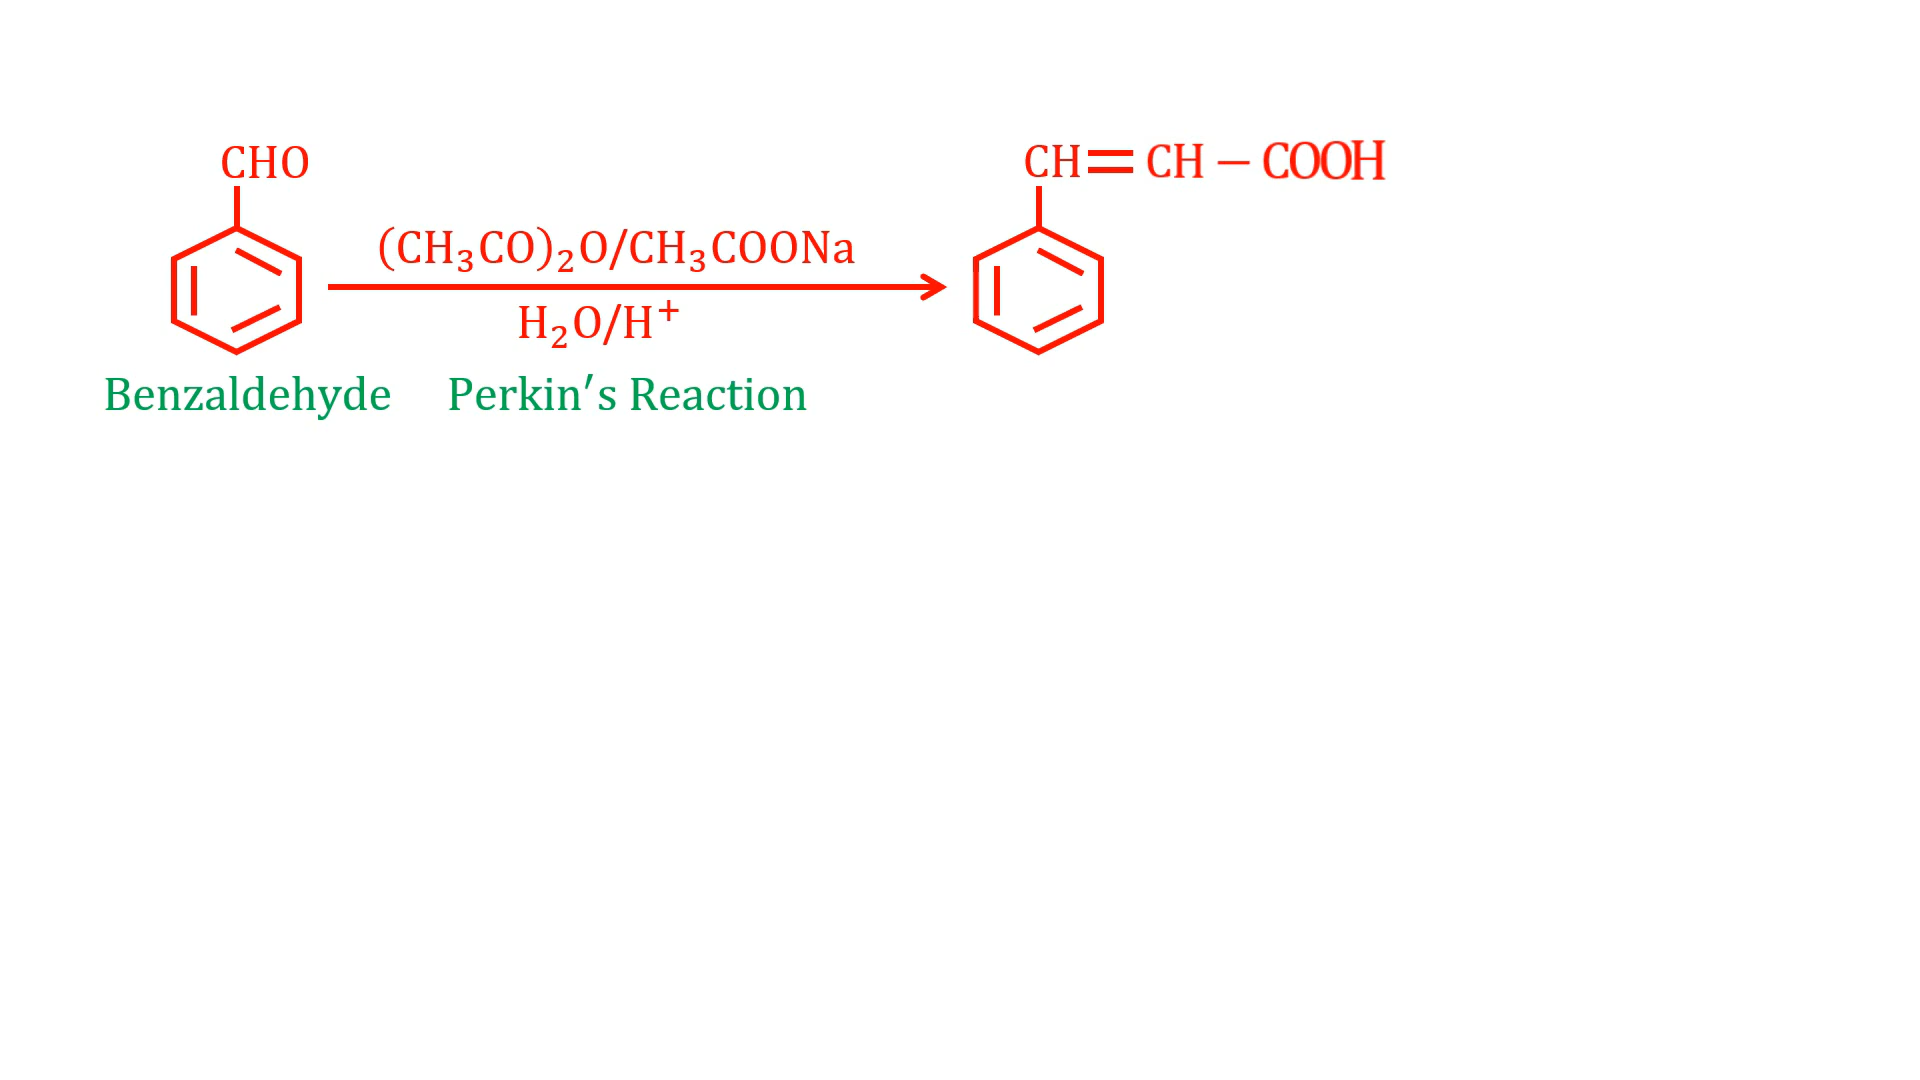 CHO
CH=CH – COOH
(CH₃CO)₂O/CH₃COONa
H₂O/H⁺
Benzaldehyde
Perkin′s Reaction